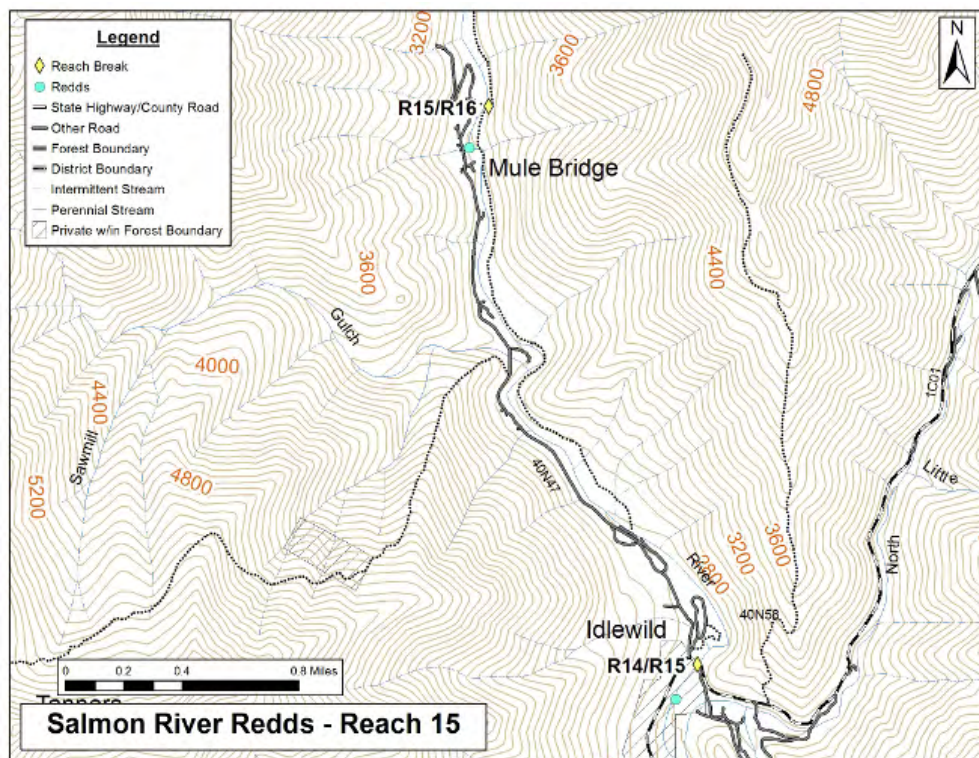 Legend
Reach Break
Redds
State Highway/County Road
Other Road
Forest Boundary
District Boundary
Intermittent Stream
Perennial Stream
Private w/in Forest Boundary
N
3200
3600
4800
R15/R16
Mule Bridge
3600
4400
Gulch
4000
4400
Sawmill
4800
5200
1C01
Little
40N47
North
3600
3200
2800
River
40N58
Idlewild
R14/R15
0 0.2 0.4 0.8 Miles
Salmon River Redds - Reach 15